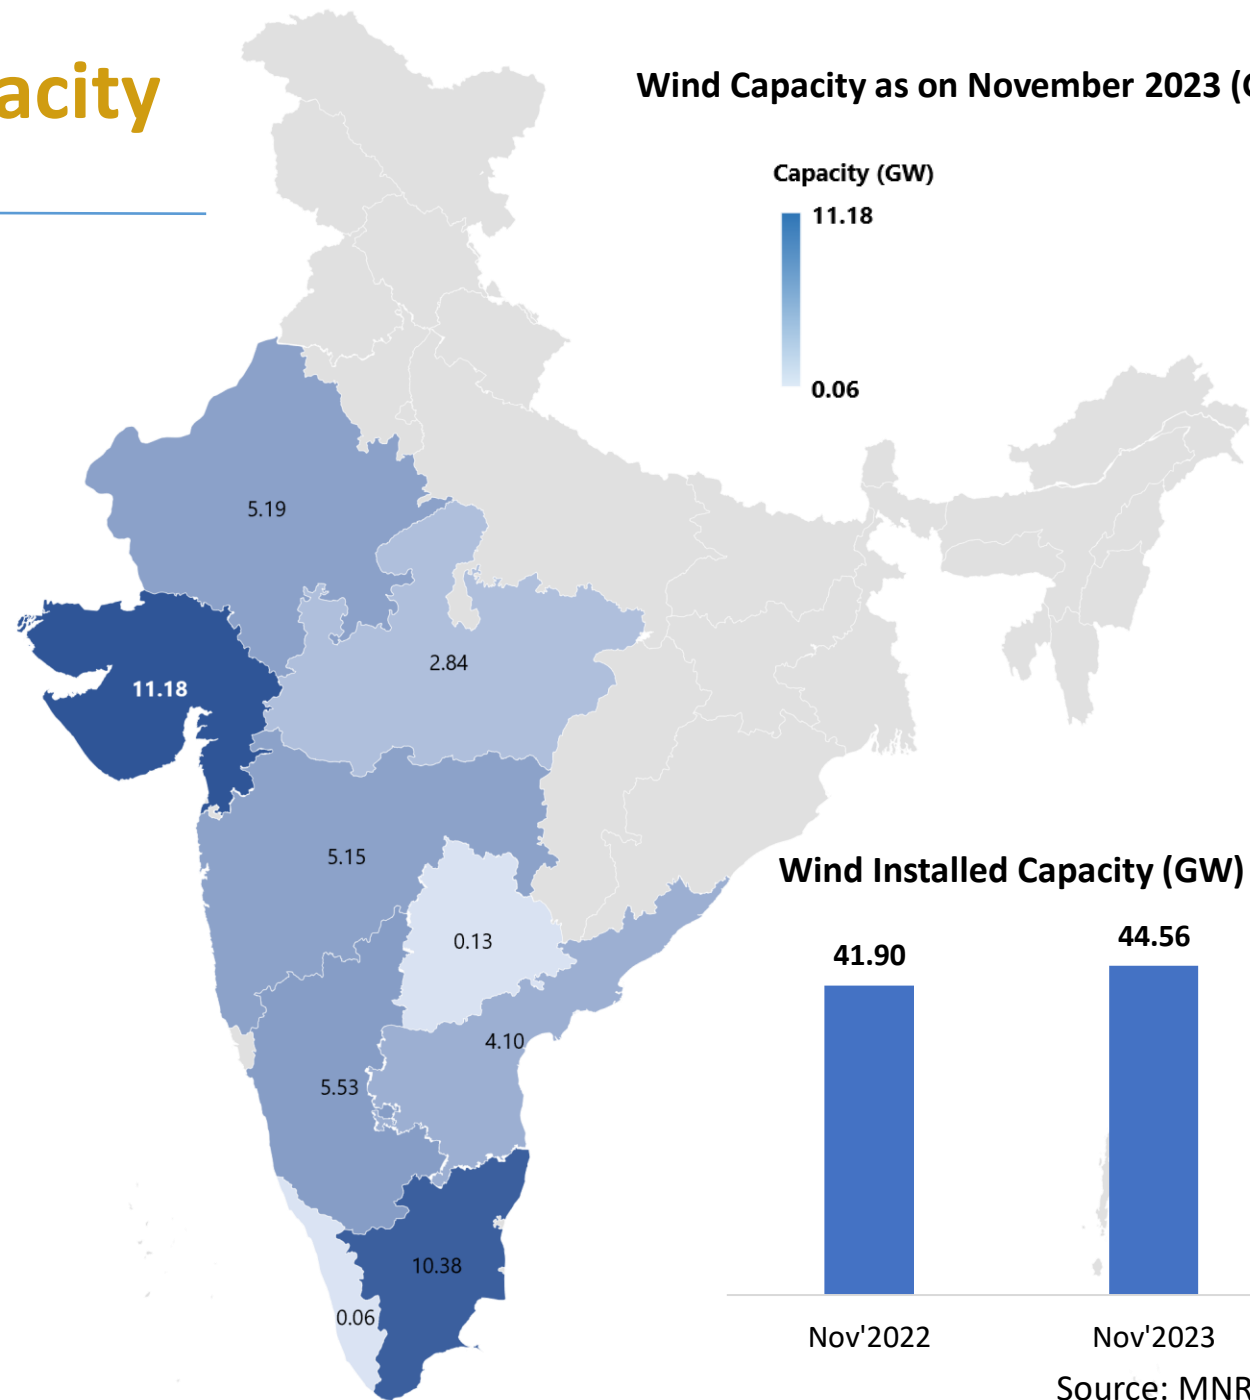 acity
Wind Capacity as on November 2023 (
Capacity (GW)
11.18
0.06
5.19
2.84
11.18
5.15
0.13
4.10
5.53
10.38
0.06
Wind Installed Capacity (GW)
41.90
44.56
Nov'2022
Nov'2023
Source: MNR